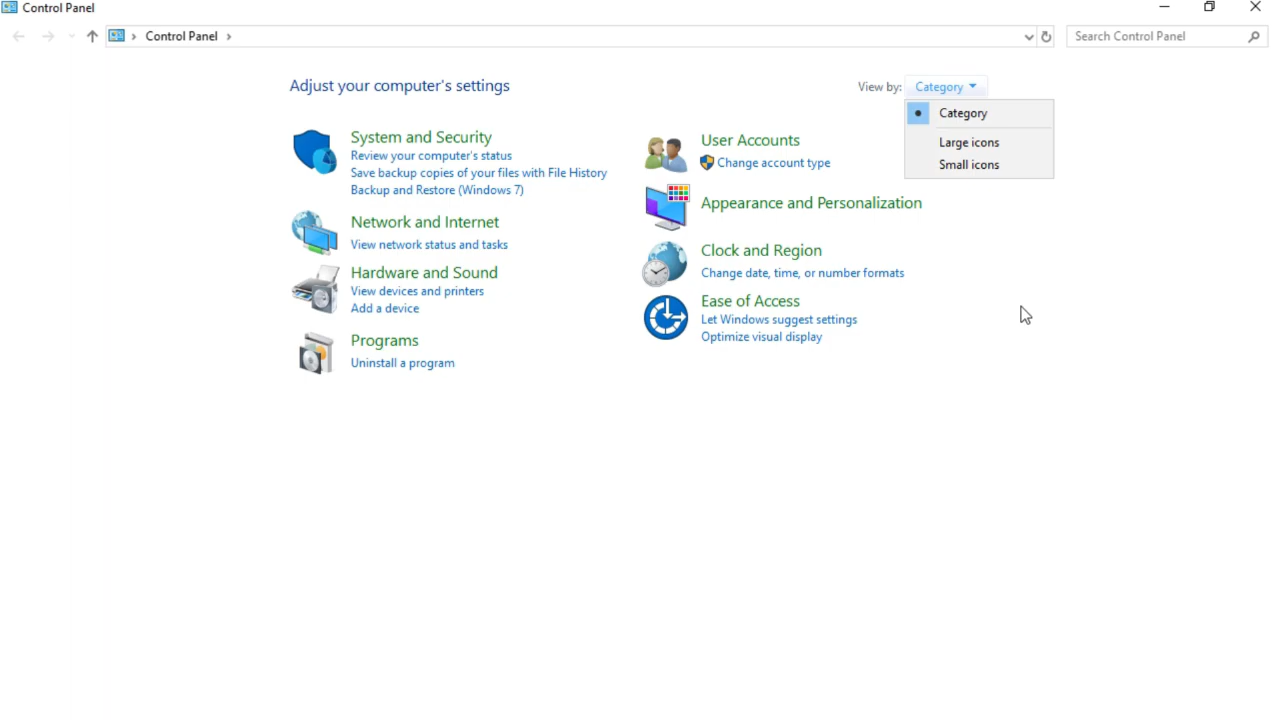 Control Panel
Control Panel
Search Control Panel
Adjust your computer's settings
View by: Category
Category
Large icons
Small icons
System and Security
Review your computer's status
Save backup copies of your files with File History
Backup and Restore (Windows 7)
Network and Internet
View network status and tasks
Hardware and Sound
View devices and printers
Add a device
Programs
Uninstall a program
User Accounts
Change account type
Appearance and Personalization
Clock and Region
Change date, time, or number formats
Ease of Access
Let Windows suggest settings
Optimize visual display